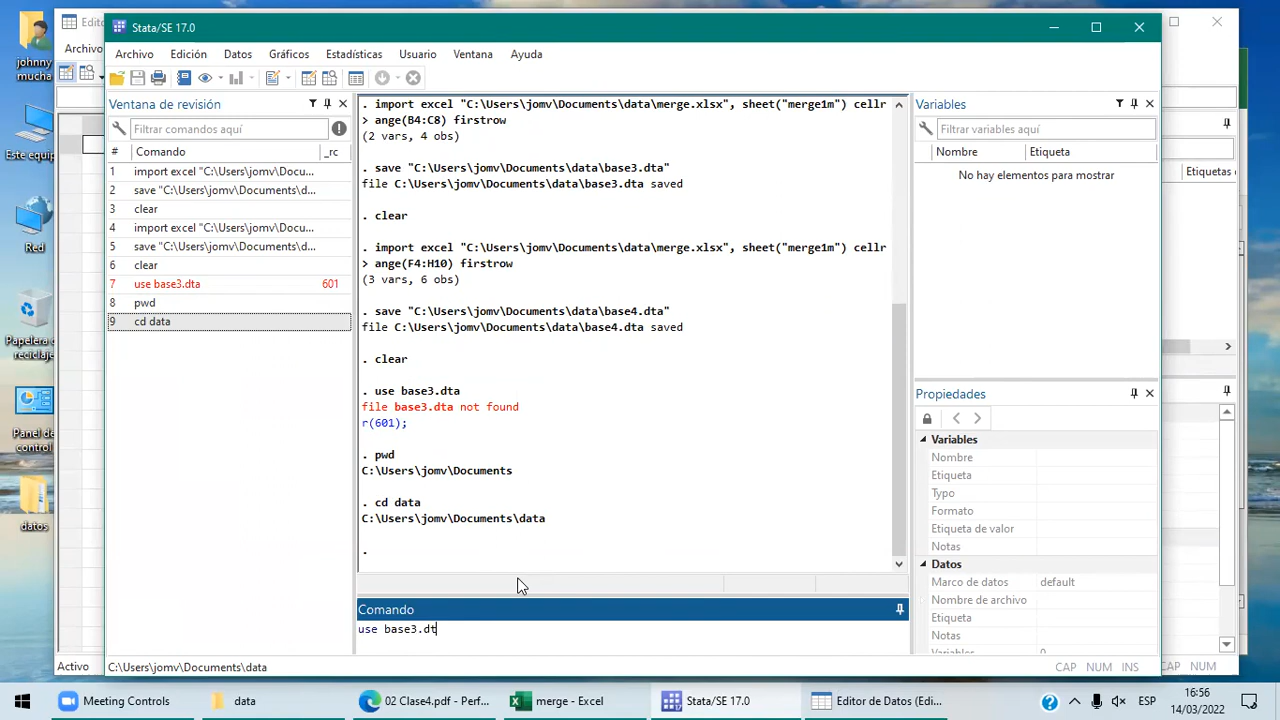 Editor
johnny
mucha
Este equipo
Red
Papelera de
reciclaje
Panel de
control
datos
Archivo
Activo
Stata/SE 17.0
Archivo Edición Datos Gráficos Estadísticas Usuario Ventana Ayuda
Ventana de revisión
Filtrar comandos aquí
# Comando _rc
1 import excel "C:\Users\jomv\Docu...
2 save "C:\Users\jomv\Documents\d...
3 clear
4 import excel "C:\Users\jomv\Docu...
5 save "C:\Users\jomv\Documents\d...
6 clear
7 use base3.dta 601
8 pwd
9 cd data
. import excel "C:\Users\jomv\Documents\data\merge.xlsx", sheet("merge1m") cellr
> ange(B4:C8) firstrow
(2 vars, 4 obs)
. save "C:\Users\jomv\Documents\data\base3.dta"
file C:\Users\jomv\Documents\data\base3.dta saved
. clear
. import excel "C:\Users\jomv\Documents\data\merge.xlsx", sheet("merge1m") cellr
> ange(F4:H10) firstrow
(3 vars, 6 obs)
. save "C:\Users\jomv\Documents\data\base4.dta"
file C:\Users\jomv\Documents\data\base4.dta saved
. clear
. use base3.dta
file base3.dta not found
r(601);
. pwd
C:\Users\jomv\Documents
. cd data
C:\Users\jomv\Documents\data
.
Comando
use base3.dt
Variables
Filtrar variables aquí
Nombre Etiqueta
No hay elementos para mostrar
Propiedades
Variables
Nombre
Etiqueta
Typo
Formato
Etiqueta de valor
Notas
Datos
Marco de datos default
Nombre de archivo
Etiqueta
Notas
Variables 0
C:\Users\jomv\Documents\data
CAP NUM INS
Etiquetas
CAP NUM
Meeting Controls
data
02 Clase4.pdf - Perf...
merge - Excel
Stata/SE 17.0
Editor de Datos (Edi...
ESP
16:56
14/03/2022